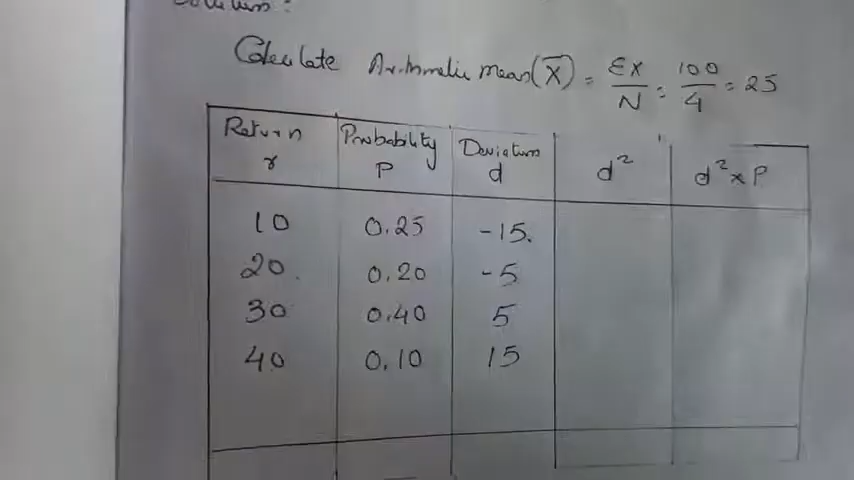 Calculate Arithmetic mean (X̄) = ΣX/N = 100/4 = 25
Return r Probability P Deviation d d² d²×P
10 0.25 -15.
20. 0.20 -5
30 0.40 5
40 0.10 15